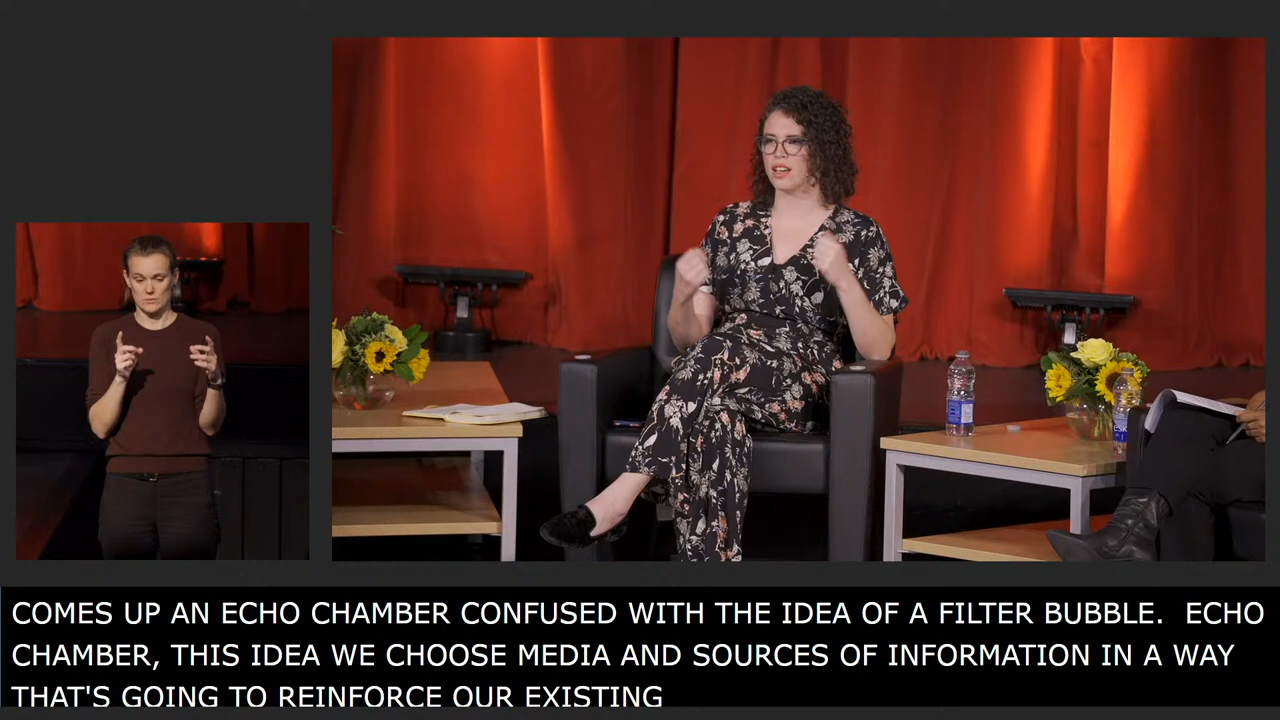 COMES UP AN ECHO CHAMBER CONFUSED WITH THE IDEA OF A FILTER BUBBLE.  ECHO
CHAMBER, THIS IDEA WE CHOOSE MEDIA AND SOURCES OF INFORMATION IN A WAY
THAT'S GOING TO REINFORCE OUR EXISTING